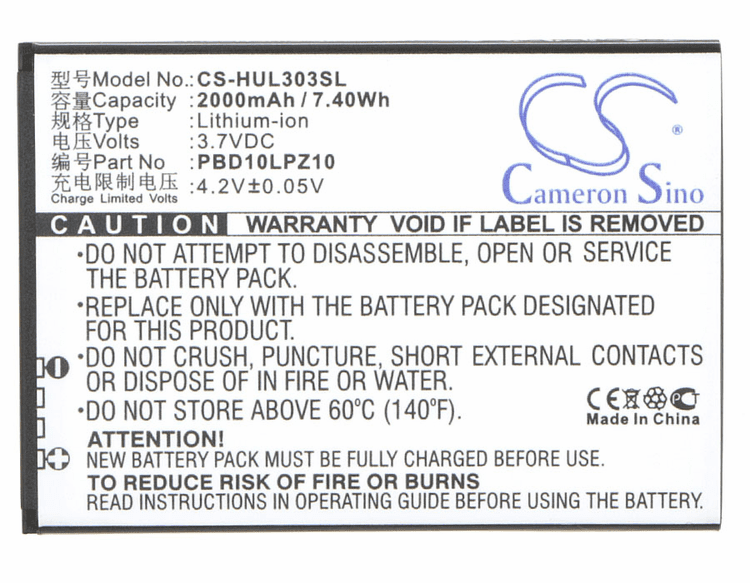 型号Model No.:CS-HUL303SL
容量Capacity :2000mAh / 7.40Wh
规格Type :Lithium-ion
电压Volts :3.7VDC
编号Part No :PBD10LPZ10
充电限制电压 :4.2V±0.05V
Charge Limited Volts
CS®
Cameron Sino
CAUTION WARRANTY VOID IF LABEL IS REMOVED
•DO NOT ATTEMPT TO DISASSEMBLE, OPEN OR SERVICE
THE BATTERY PACK.
•REPLACE ONLY WITH THE BATTERY PACK DESIGNATED
FOR THIS PRODUCT.
•DO NOT CRUSH, PUNCTURE, SHORT EXTERNAL CONTACTS
OR DISPOSE OF IN FIRE OR WATER.
•DO NOT STORE ABOVE 60°C (140°F).
CE PCT
Made In China
ATTENTION!
NEW BATTERY PACK MUST BE FULLY CHARGED BEFORE USE.
TO REDUCE RISK OF FIRE OR BURNS
READ INSTRUCTIONS IN OPERATING GUIDE BEFORE USING THE BATTERY.